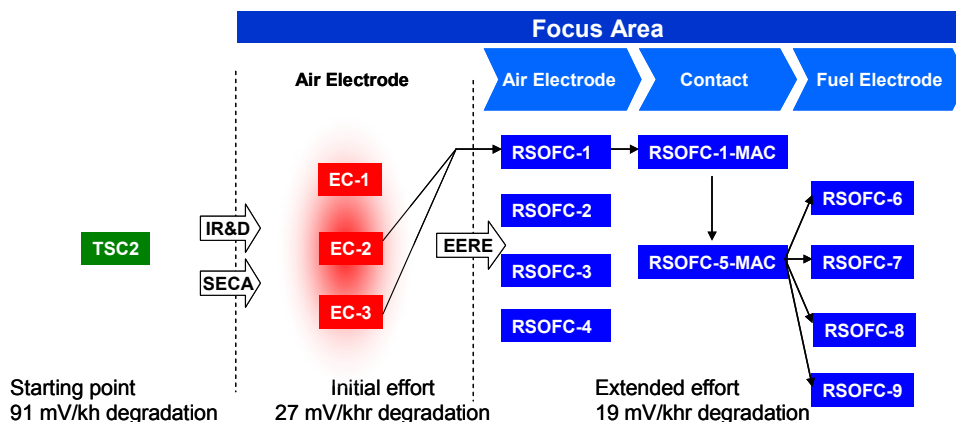 Focus Area
Air Electrode
Air Electrode
Contact
Fuel Electrode
RSOFC-1
RSOFC-1-MAC
EC-1
RSOFC-6
RSOFC-2
IR&D
TSC2
EC-2
EERE
RSOFC-5-MAC
RSOFC-7
RSOFC-3
SECA
EC-3
RSOFC-4
RSOFC-8
RSOFC-9
Starting point
91 mV/kh degradation
Initial effort
27 mV/khr degradation
Extended effort
19 mV/khr degradation